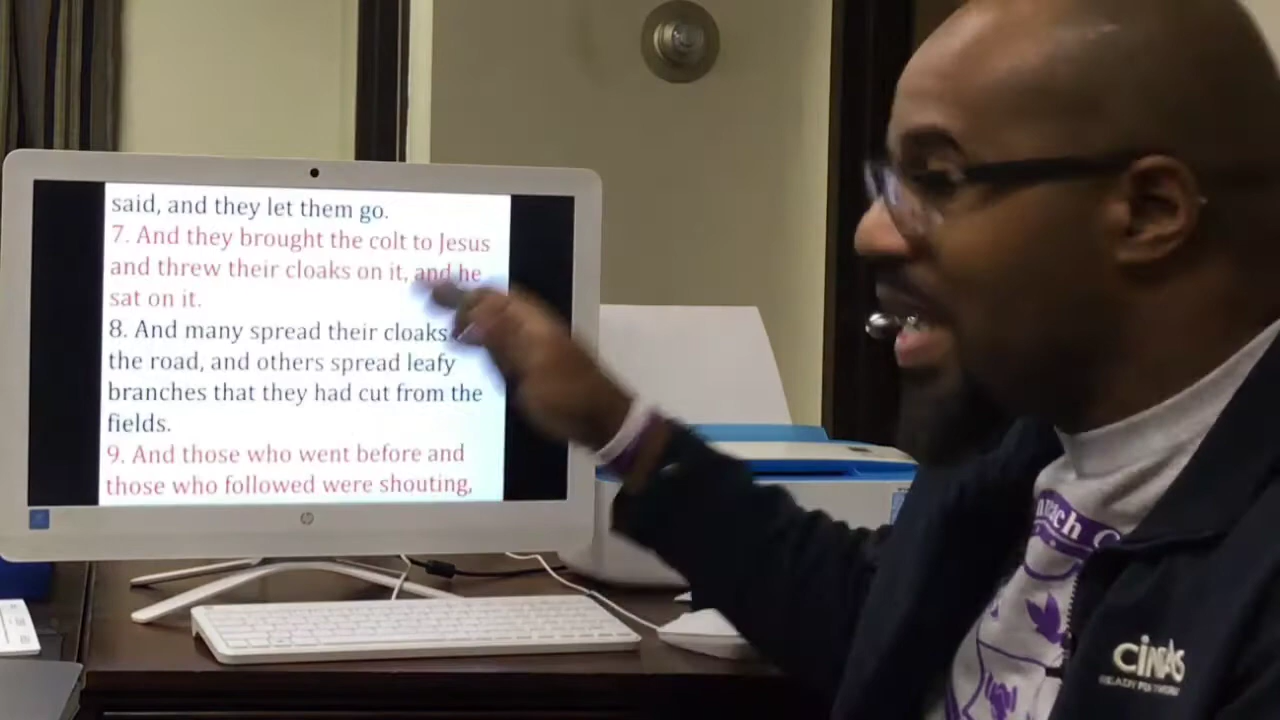 said, and they let them go.
7. And they brought the colt to Jesus
and threw their cloaks on it, and he
sat on it.
8. And many spread their cloaks
the road, and others spread leafy
branches that they had cut from the
fields.
9. And those who went before and
those who followed were shouting,
hp
CINTAS